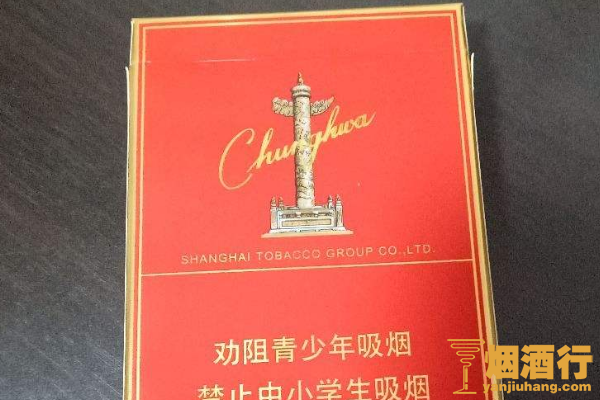 Chunghwa
SHANGHAI TOBACCO GROUP CO.,LTD.
劝阻青少年吸烟
禁止中小学生吸烟
烟酒行
yanjiuhang.com